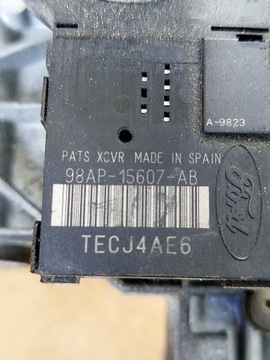 A-9823
PATS XCVR MADE IN SPAIN
98AP-15607-AB
Ford
TECJ4AE6